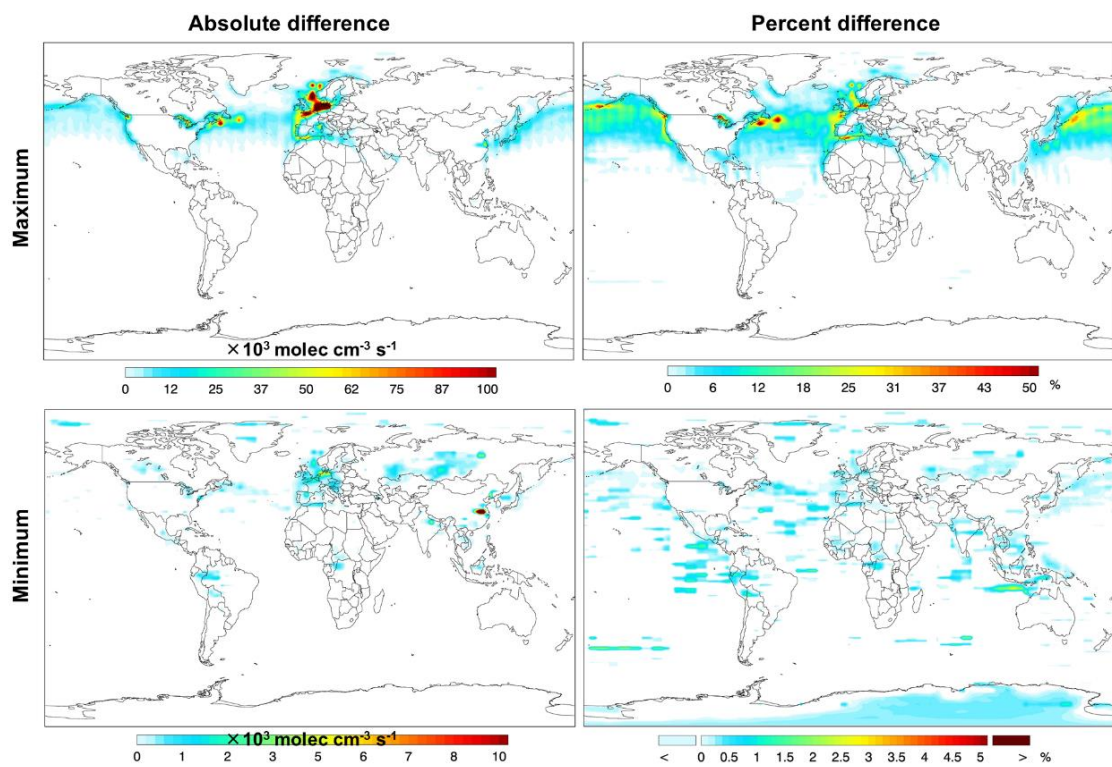 Absolute difference
Percent difference
Maximum
×10³ molec cm⁻³ s⁻¹
0 12 25 37 50 62 75 87 100
0 6 12 18 25 31 37 43 50 %
Minimum
×10³ molec cm⁻³ s⁻¹
0 1 2 3 4 5 6 7 8 10
< 0 0.5 1 1.5 2 2.5 3 3.5 4 4.5 5 > %